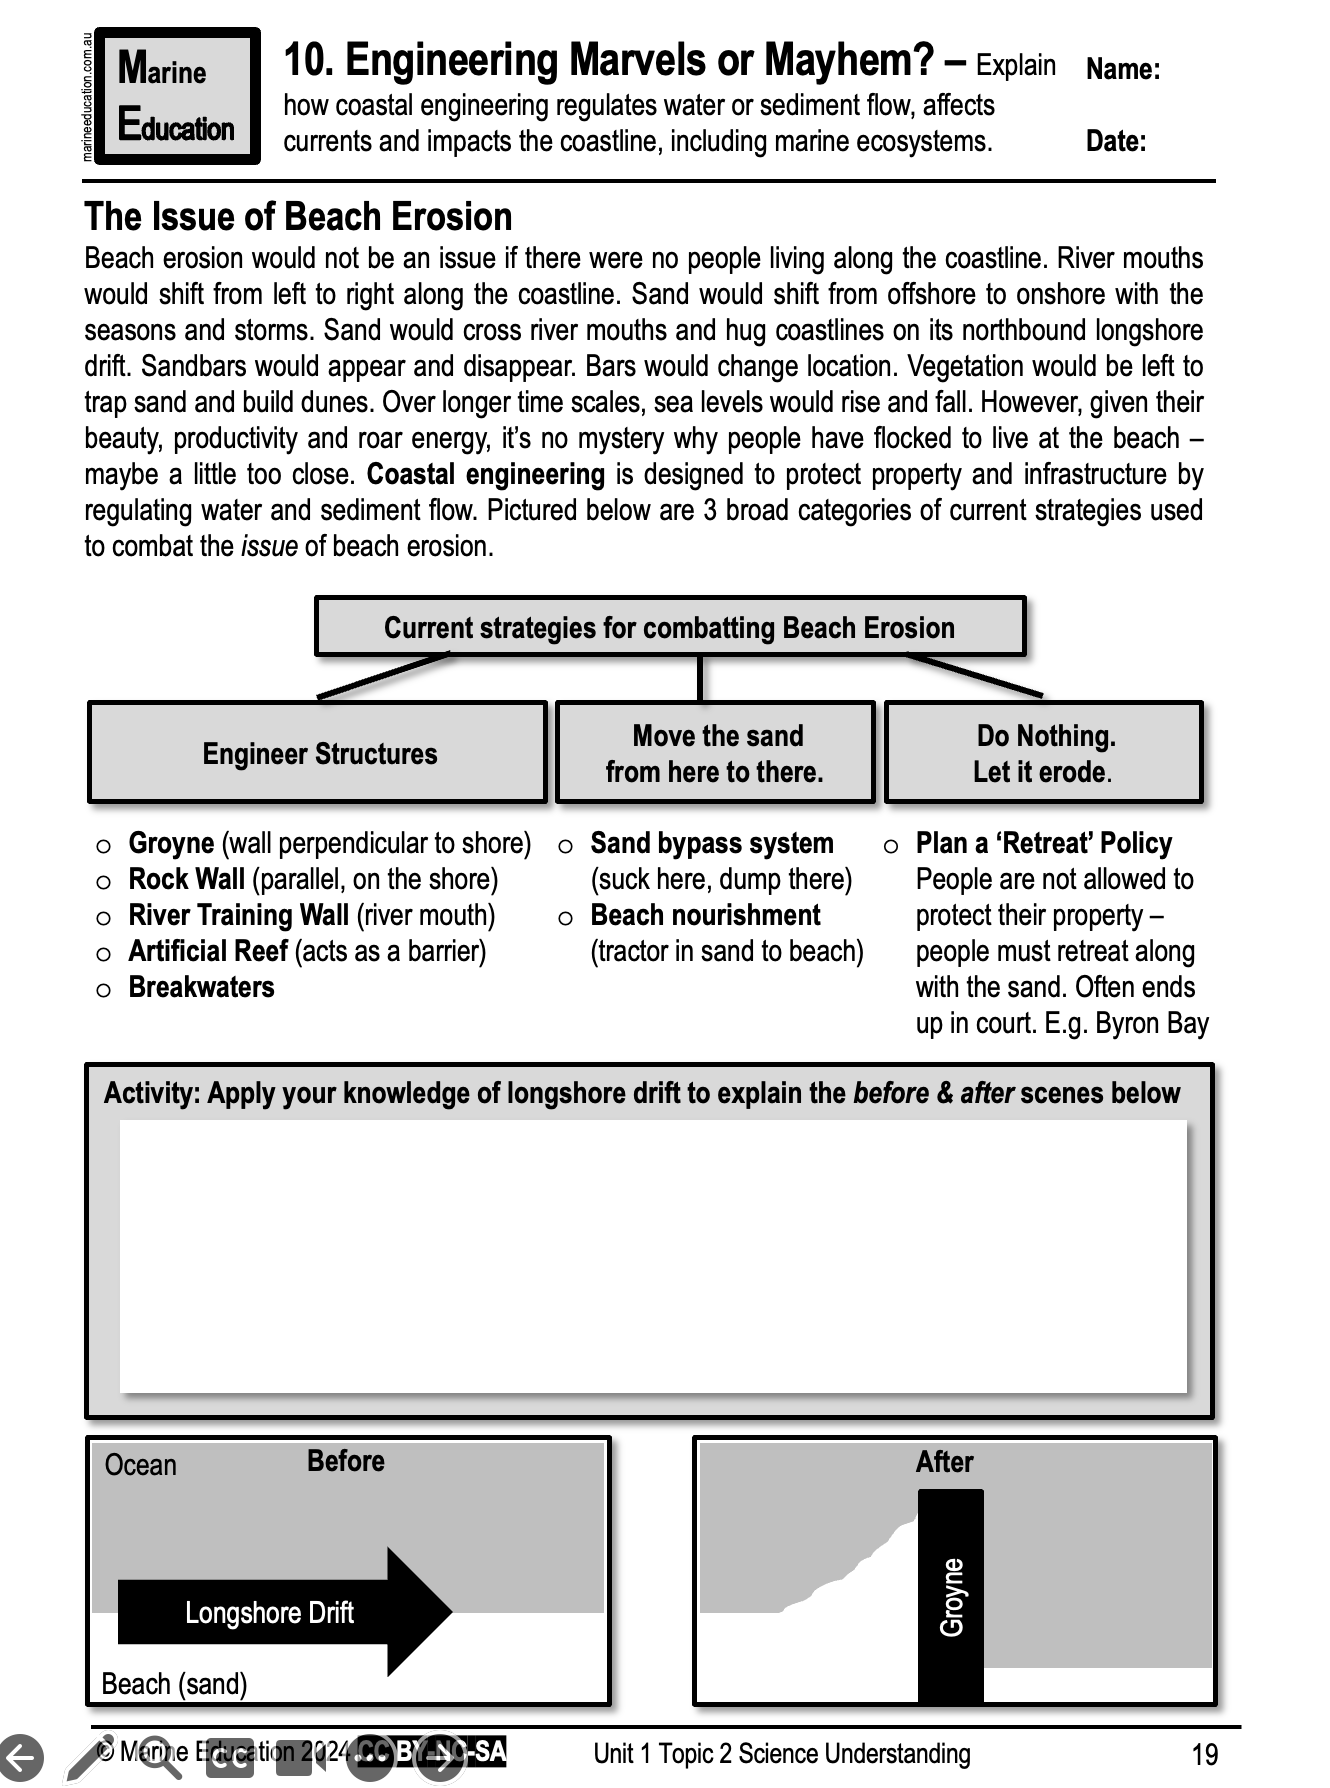 marineeducation.com.au
Marine
Education
10. Engineering Marvels or Mayhem? – Explain
how coastal engineering regulates water or sediment flow, affects
currents and impacts the coastline, including marine ecosystems.
Name:
Date:
The Issue of Beach Erosion
Beach erosion would not be an issue if there were no people living along the coastline. River mouths
would shift from left to right along the coastline. Sand would shift from offshore to onshore with the
seasons and storms. Sand would cross river mouths and hug coastlines on its northbound longshore
drift. Sandbars would appear and disappear. Bars would change location. Vegetation would be left to
trap sand and build dunes. Over longer time scales, sea levels would rise and fall. However, given their
beauty, productivity and roar energy, it’s no mystery why people have flocked to live at the beach –
maybe a little too close. Coastal engineering is designed to protect property and infrastructure by
regulating water and sediment flow. Pictured below are 3 broad categories of current strategies used
to combat the issue of beach erosion.
Current strategies for combatting Beach Erosion
Engineer Structures
Move the sand
from here to there.
Do Nothing.
Let it erode.
○ Groyne (wall perpendicular to shore)
○ Rock Wall (parallel, on the shore)
○ River Training Wall (river mouth)
○ Artificial Reef (acts as a barrier)
○ Breakwaters
○ Sand bypass system
(suck here, dump there)
○ Beach nourishment
(tractor in sand to beach)
○ Plan a ‘Retreat’ Policy
People are not allowed to
protect their property –
people must retreat along
with the sand. Often ends
up in court. E.g. Byron Bay
Activity: Apply your knowledge of longshore drift to explain the before & after scenes below
Ocean
Before
Longshore Drift
Beach (sand)
After
Groyne
© Marine Education 2024 CC BY-NC-SA
Unit 1 Topic 2 Science Understanding
19